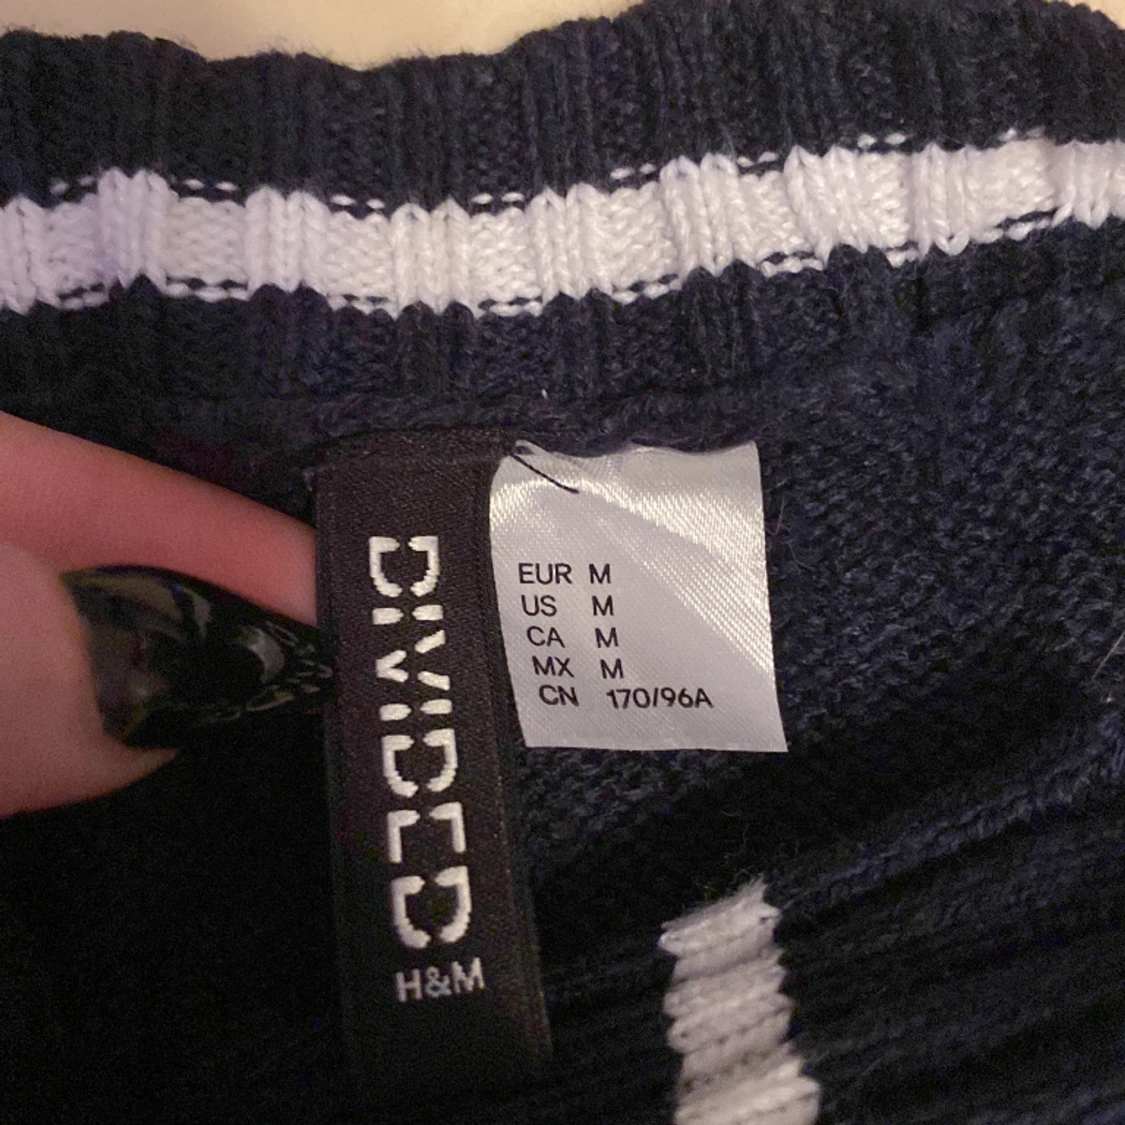 DIVIDED
H&M
EUR M
US M
CA M
MX M
CN 170/96A